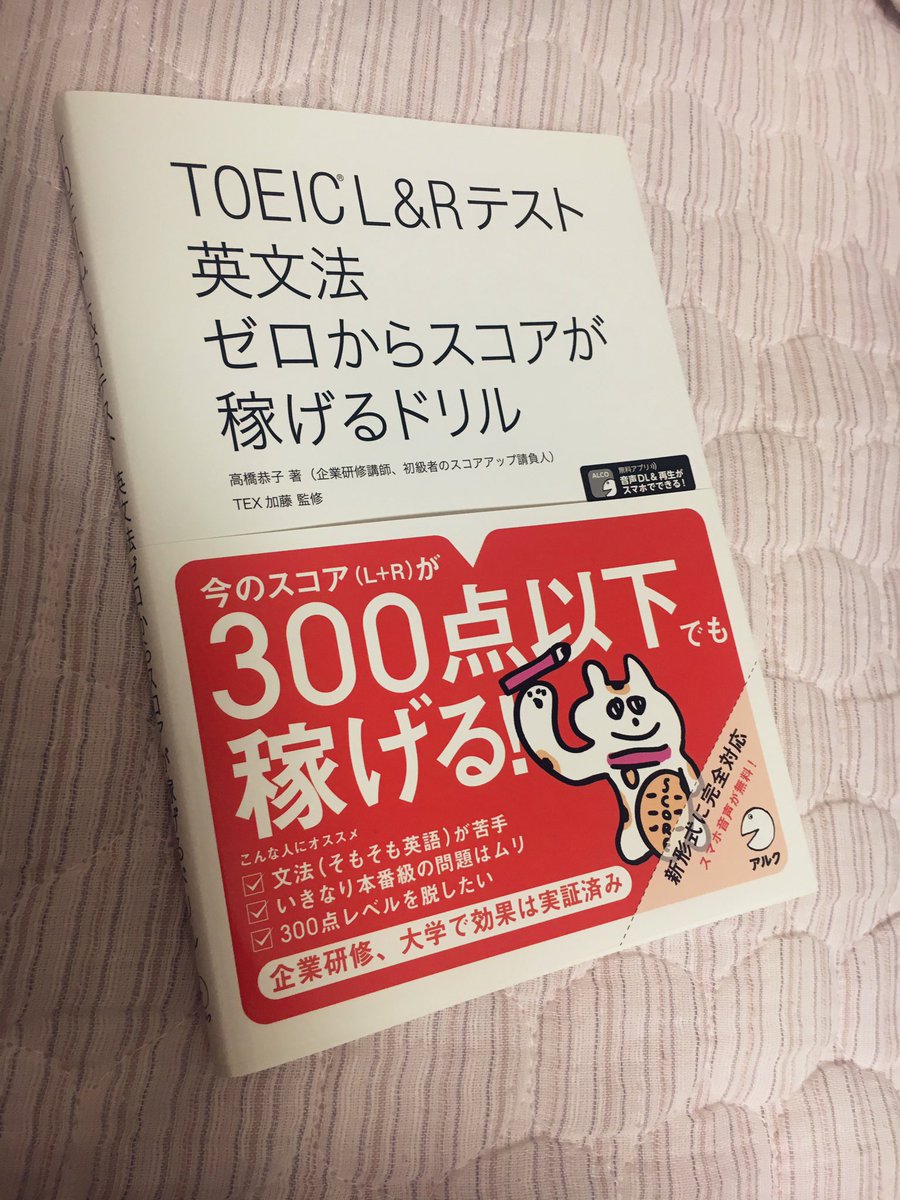 TOEIC® L&Rテスト
英文法
ゼロからスコアが
稼げるドリル
高橋恭子 著（企業研修講師、初級者のスコアアップ請負人）
TEX 加藤 監修
ALCO
無料アプリ
音声DL&再生が
スマホでできる！
今のスコア（L+R）が
300点以下でも
稼げる！
こんな人にオススメ
文法（そもそも英語）が苦手
いきなり本番級の問題はムリ
300点レベルを脱したい
企業研修、大学で効果は実証済み
新形式に完全対応
スマホ音声が無料！
アルク